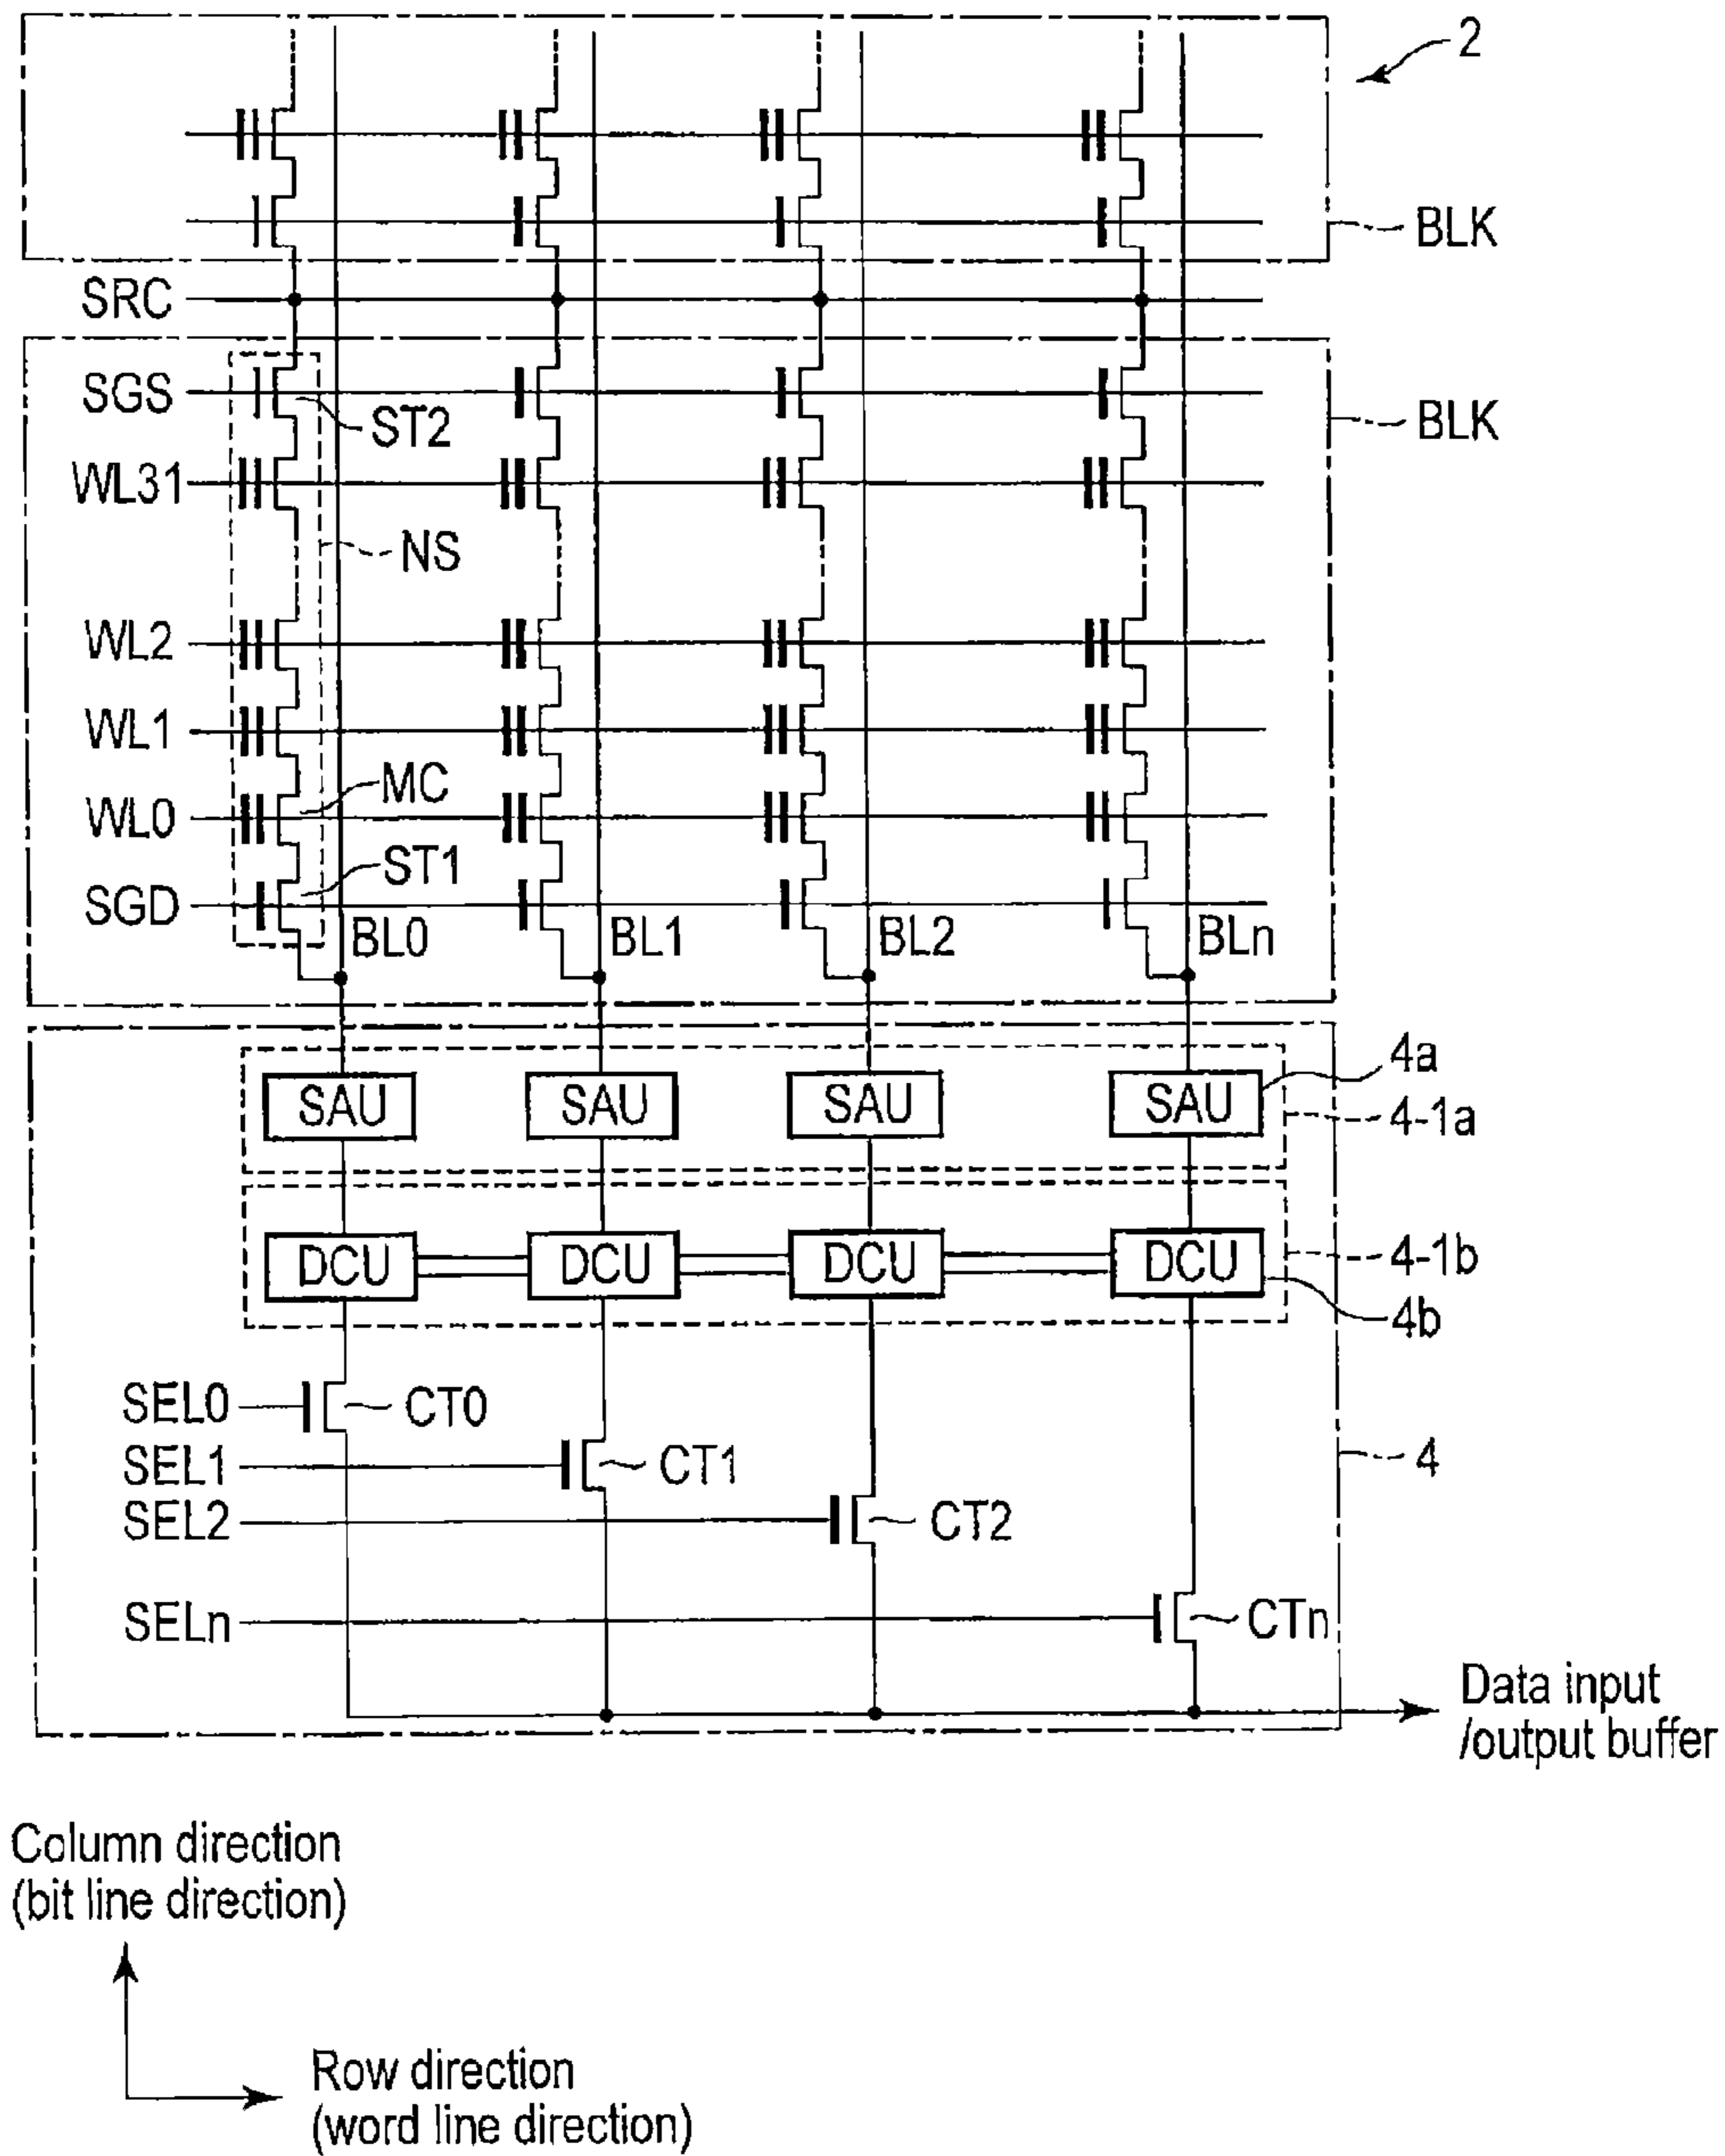 2
BLK
SRC
SGS
ST2
BLK
WL31
NS
WL2
WL1
MC
WL0
ST1
SGD
BL0 BL1 BL2 BLn
4a
SAU SAU SAU SAU
4-1a
DCU DCU DCU DCU
4-1b
4b
SEL0 CT0
SEL1 CT1
4
SEL2 CT2
SELn CTn
Data input
/output buffer
Column direction
(bit line direction)
Row direction
(word line direction)